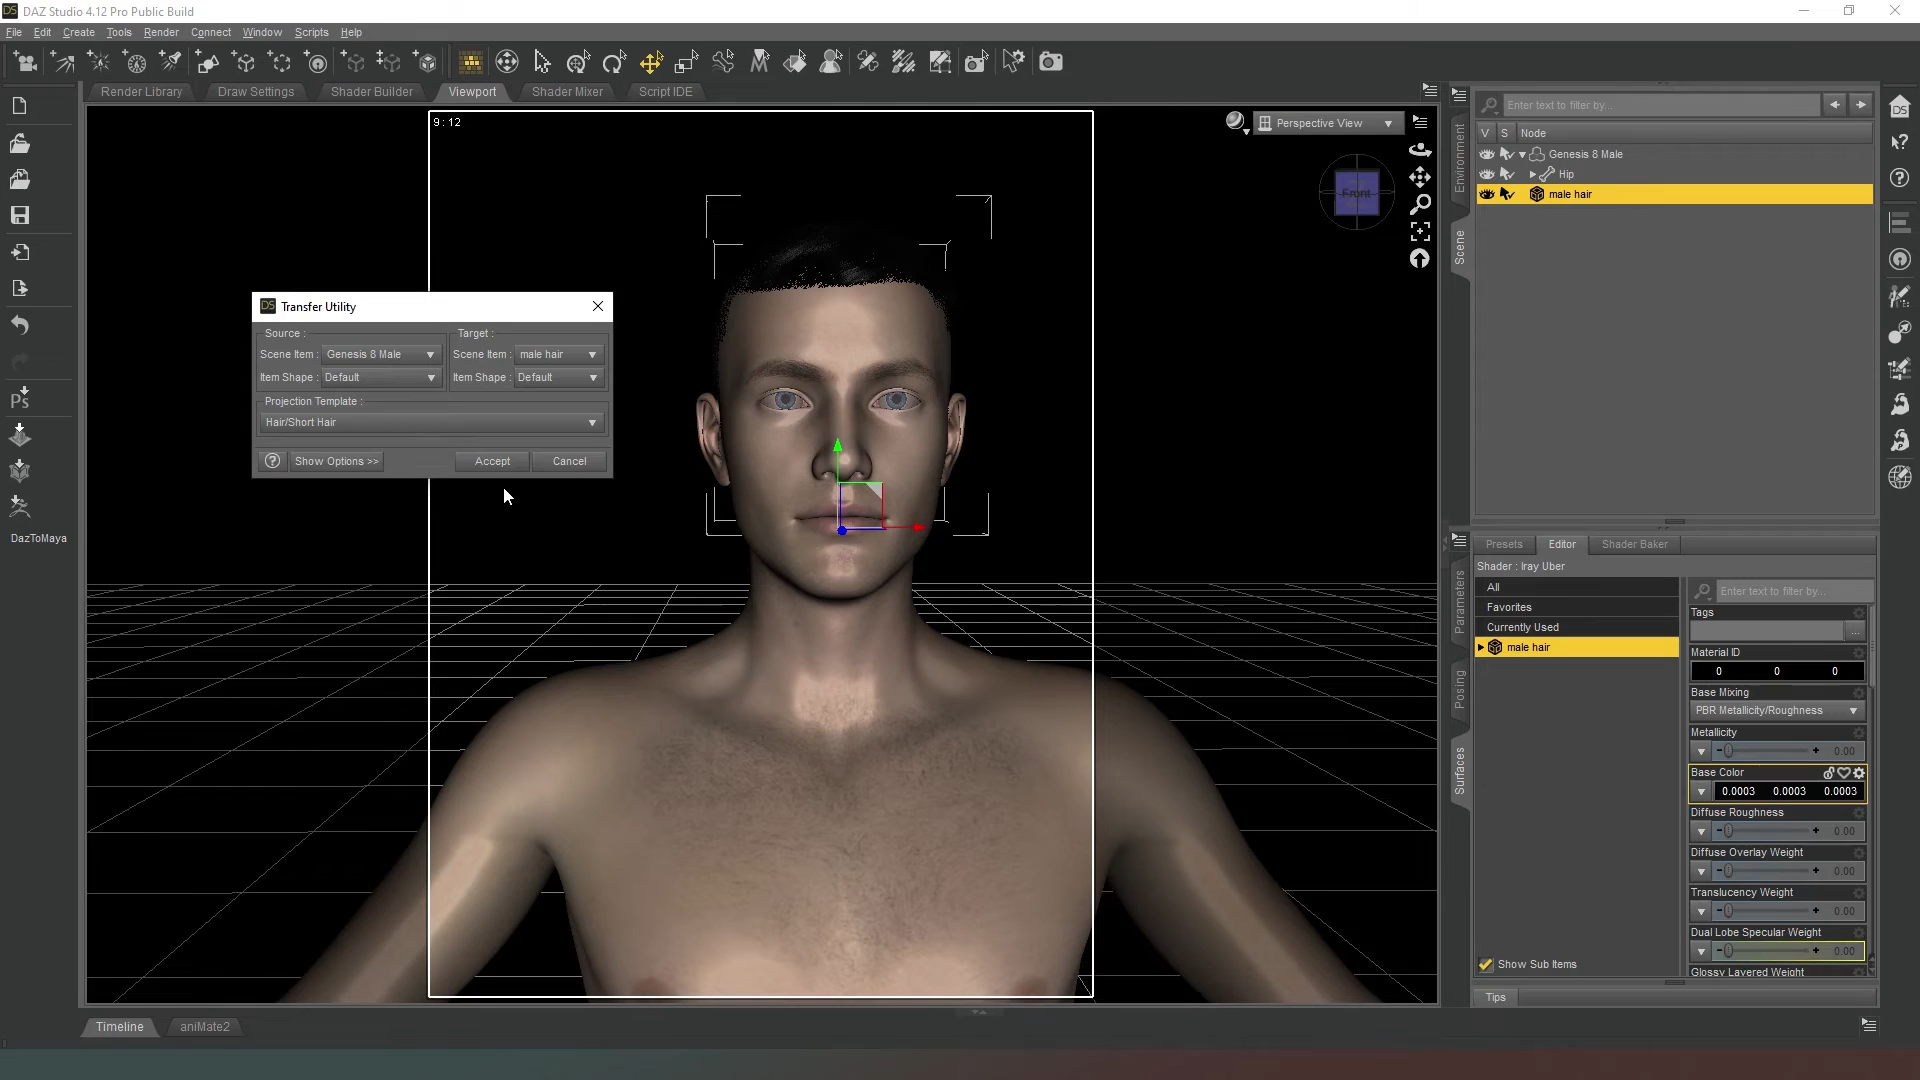 DAZ Studio 4.12 Pro Public Build
File Edit Create Tools Render Connect Window Scripts Help
Render Library Draw Settings Shader Builder Viewport Shader Mixer Script IDE
9 : 12
Perspective View
Front
Transfer Utility
Source :
Target :
Scene Item : Genesis 8 Male
Scene Item : male hair
Item Shape : Default
Item Shape : Default
Projection Template :
Hair/Short Hair
Show Options >>
Accept
Cancel
Ps
DazToMaya
Environment
Scene
Enter text to filter by...
V S Node
Genesis 8 Male
Hip
male hair
Parameters
Posing
Surfaces
Presets Editor Shader Baker
Shader : Iray Uber
All
Favorites
Currently Used
male hair
Show Sub Items
Enter text to filter by...
Tags
...
Material ID
0 0 0
Base Mixing
PBR Metallicity/Roughness
Metallicity
0.00
Base Color
0.0003 0.0003 0.0003
Diffuse Roughness
0.00
Diffuse Overlay Weight
0.00
Translucency Weight
0.00
Dual Lobe Specular Weight
0.00
Glossy Layered Weight
Tips
Timeline aniMate2